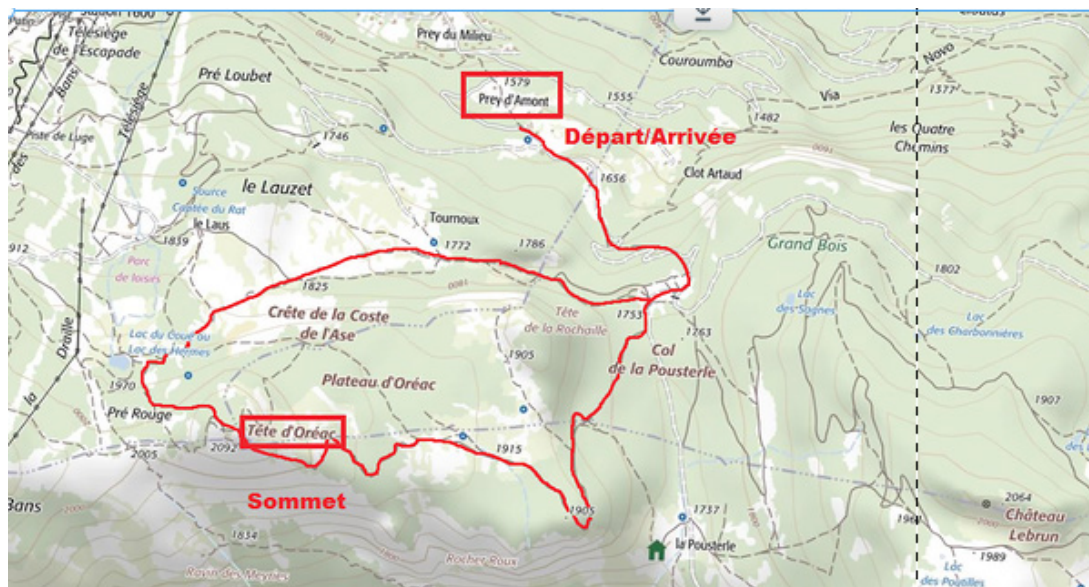 Station 1600
Télésiège
de l'Escapade
Prey du Milieu
Pré Loubet
1579
Prey d'Amont
Couroumba
Novo
1377
1555
Via
1482
les Quatre
Chemins
Départ/Arrivée
Piste de Luge
1746
Télésiège
des
Bans
1656
Clot Artaud
le Lauzet
Source
Captée du Rat
le Laus
Tournoux
1912
1839
1772
1786
Grand Bois
1802
Parc
de loisirs
1825
1753
Lac
des Sagnes
Lac
des Charbonnières
Crête de la Coste
de l'Ase
Tête
de la Rochaille
1763
Lac du Coue ou
Lac des Hermes
1905
Col
de la Pousterle
la
Draille
1970
Plateau d'Oréac
1907
Pré Rouge
Tête d'Oréac
2005
2092
1915
Sommet
1905
1737
2064
Château
Lebrun
Bans
2000
1834
la Pousterle
Rocher Roux
1989
Ravin des Meyries
Lac
des Pouilles